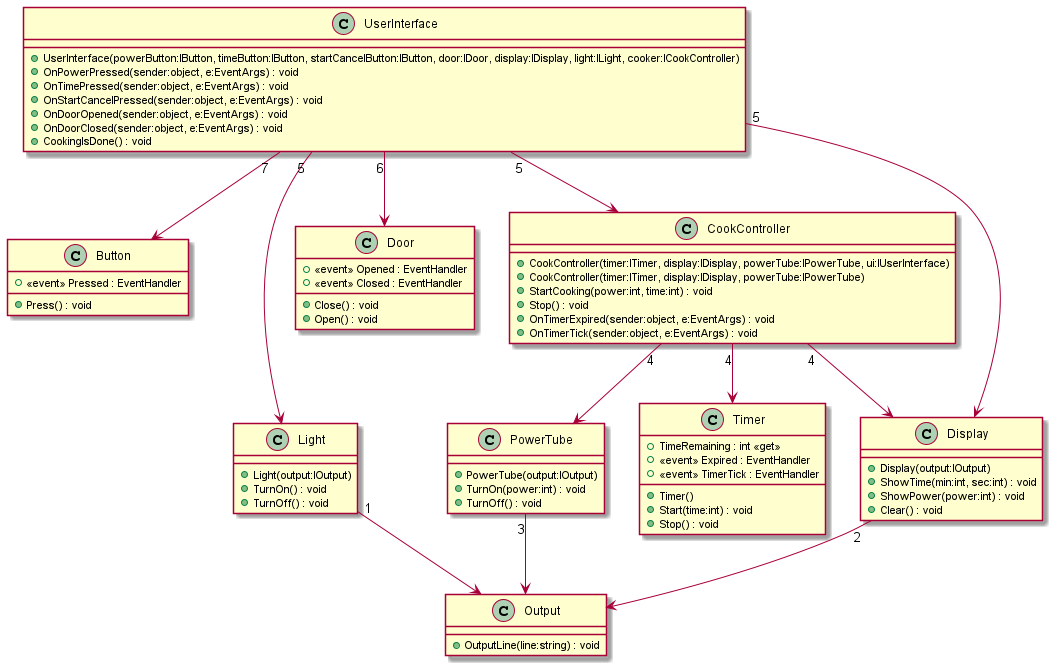 C UserInterface
UserInterface(powerButton:IButton, timeButton:IButton, startCancelButton:IButton, door:IDoor, display:IDisplay, light:ILight, cooker:ICookController)
OnPowerPressed(sender:object, e:EventArgs) : void
OnTimePressed(sender:object, e:EventArgs) : void
OnStartCancelPressed(sender:object, e:EventArgs) : void
OnDoorOpened(sender:object, e:EventArgs) : void
OnDoorClosed(sender:object, e:EventArgs) : void
CookingIsDone() : void
5
7
5
6
5
C Button
«event» Pressed : EventHandler
Press() : void
C Door
«event» Opened : EventHandler
«event» Closed : EventHandler
Close() : void
Open() : void
C CookController
CookController(timer:ITimer, display:IDisplay, powerTube:IPowerTube, ui:IUserInterface)
CookController(timer:ITimer, display:IDisplay, powerTube:IPowerTube)
StartCooking(power:int, time:int) : void
Stop() : void
OnTimerExpired(sender:object, e:EventArgs) : void
OnTimerTick(sender:object, e:EventArgs) : void
4
4
4
C Light
Light(output:IOutput)
TurnOn() : void
TurnOff() : void
C PowerTube
PowerTube(output:IOutput)
TurnOn(power:int) : void
TurnOff() : void
C Timer
TimeRemaining : int «get»
«event» Expired : EventHandler
«event» TimerTick : EventHandler
Timer()
Start(time:int) : void
Stop() : void
C Display
Display(output:IOutput)
ShowTime(min:int, sec:int) : void
ShowPower(power:int) : void
Clear() : void
1
3
2
C Output
OutputLine(line:string) : void